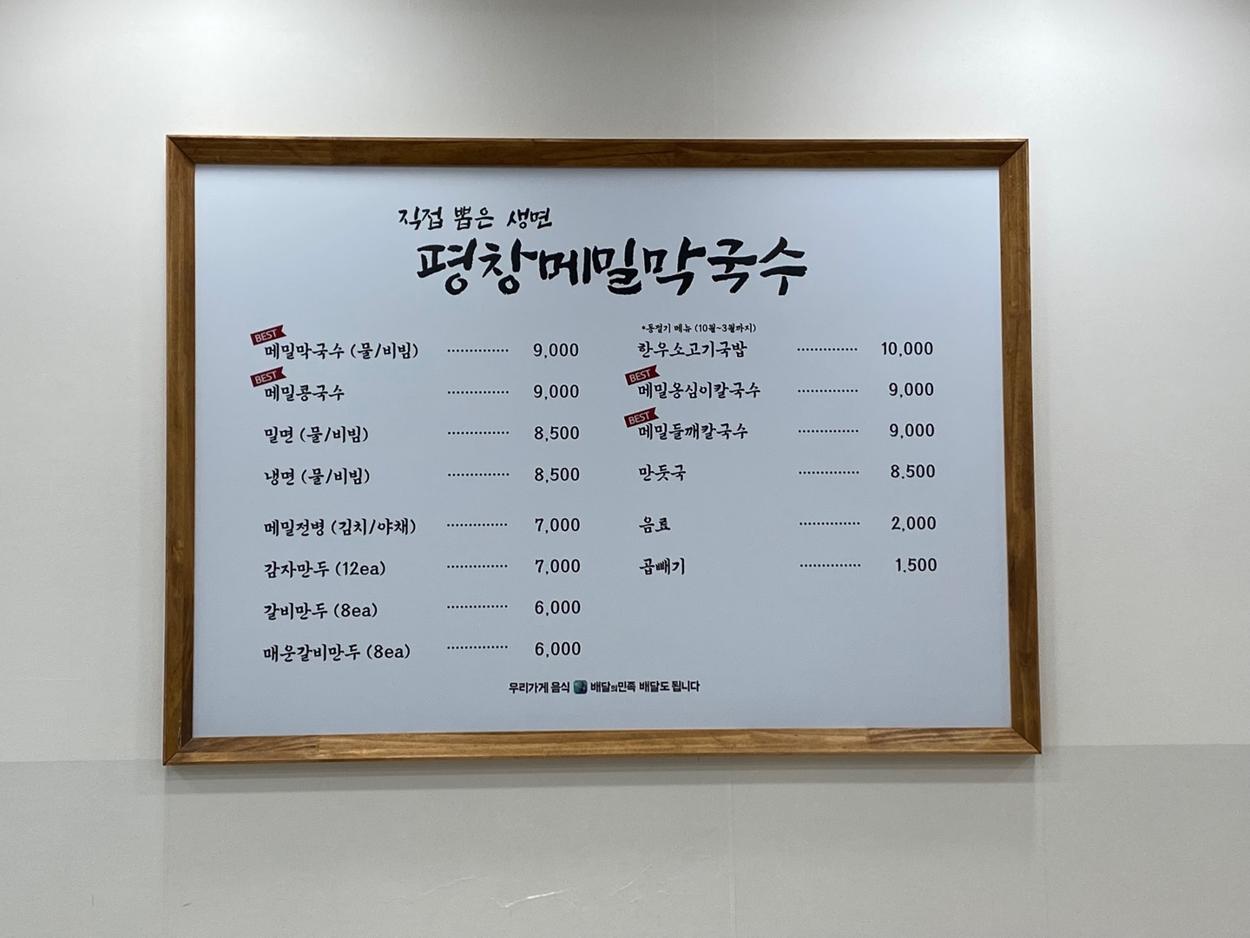 직접 뽑은 생면
평창메밀막국수
BEST
메밀막국수 (물/비빔) ············· 9,000
BEST
메밀콩국수 ············· 9,000
밀면 (물/비빔) ············· 8,500
냉면 (물/비빔) ············· 8,500
메밀전병 (김치/야채) ············· 7,000
감자만두 (12ea) ············· 7,000
갈비만두 (8ea) ············· 6,000
매운갈비만두 (8ea) ············· 6,000
*동절기 메뉴 (10월~3월까지)
한우소고기국밥 ············· 10,000
BEST
메밀옹심이칼국수 ············· 9,000
BEST
메밀들깨칼국수 ············· 9,000
만둣국 ············· 8.500
음료 ············· 2,000
곱빼기 ············· 1.500
우리가게 음식 배달의민족 배달도 됩니다